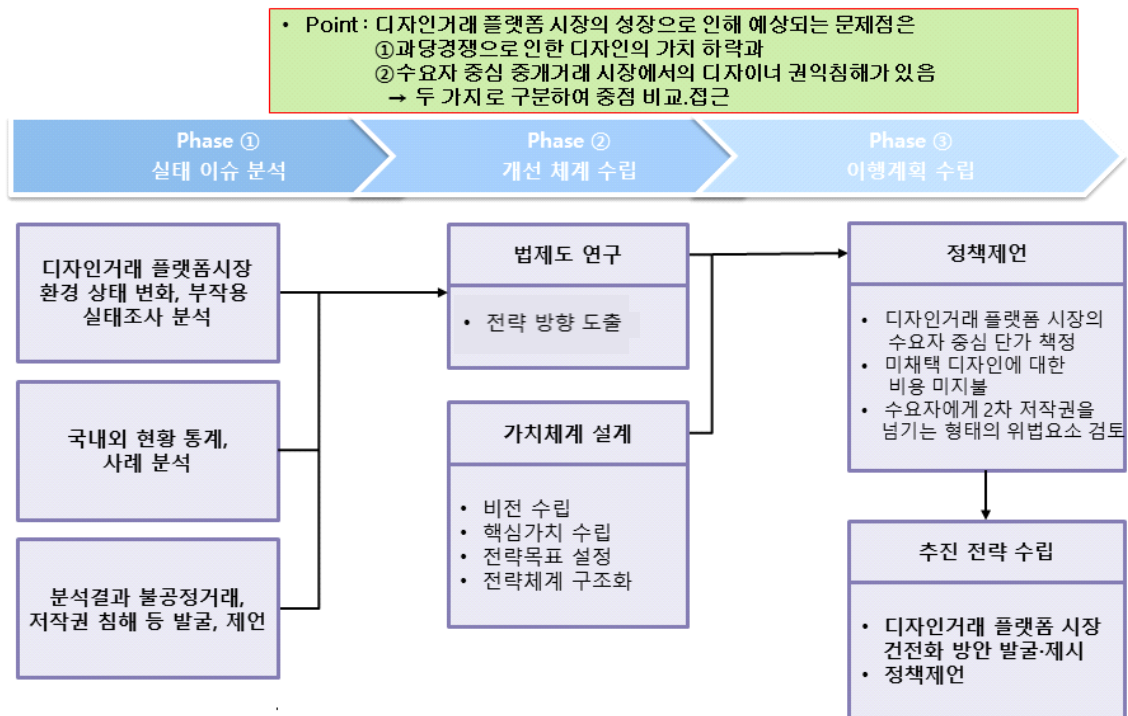 • Point : 디자인거래 플랫폼 시장의 성장으로 인해 예상되는 문제점은
①과당경쟁으로 인한 디자인의 가치 하락과
②수요자 중심 중개거래 시장에서의 디자이너 권익침해가 있음
→ 두 가지로 구분하여 중점 비교.접근
Phase ①
실태 이슈 분석
Phase ②
개선 체계 수립
Phase ③
이행계획 수립
디자인거래 플랫폼시장
환경 상태 변화, 부작용
실태조사 분석
국내외 현황 통계,
사례 분석
분석결과 불공정거래,
저작권 침해 등 발굴, 제언
법제도 연구
• 전략 방향 도출
가치체계 설계
• 비전 수립
• 핵심가치 수립
• 전략목표 설정
• 전략체계 구조화
정책제언
• 디자인거래 플랫폼 시장의
수요자 중심 단가 책정
• 미채택 디자인에 대한
비용 미지불
• 수요자에게 2차 저작권을
넘기는 형태의 위법요소 검토
추진 전략 수립
• 디자인거래 플랫폼 시장
건전화 방안 발굴·제시
• 정책제언